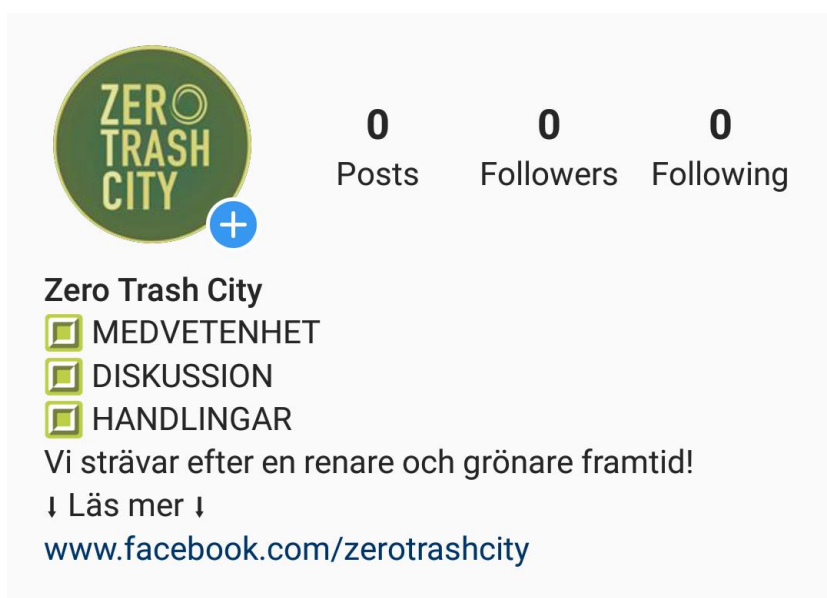 ZERO
TRASH
CITY
0 0 0
Posts Followers Following
Zero Trash City
MEDVETENHET
DISKUSSION
HANDLINGAR
Vi strävar efter en renare och grönare framtid!
⭣ Läs mer ⭣
www.facebook.com/zerotrashcity